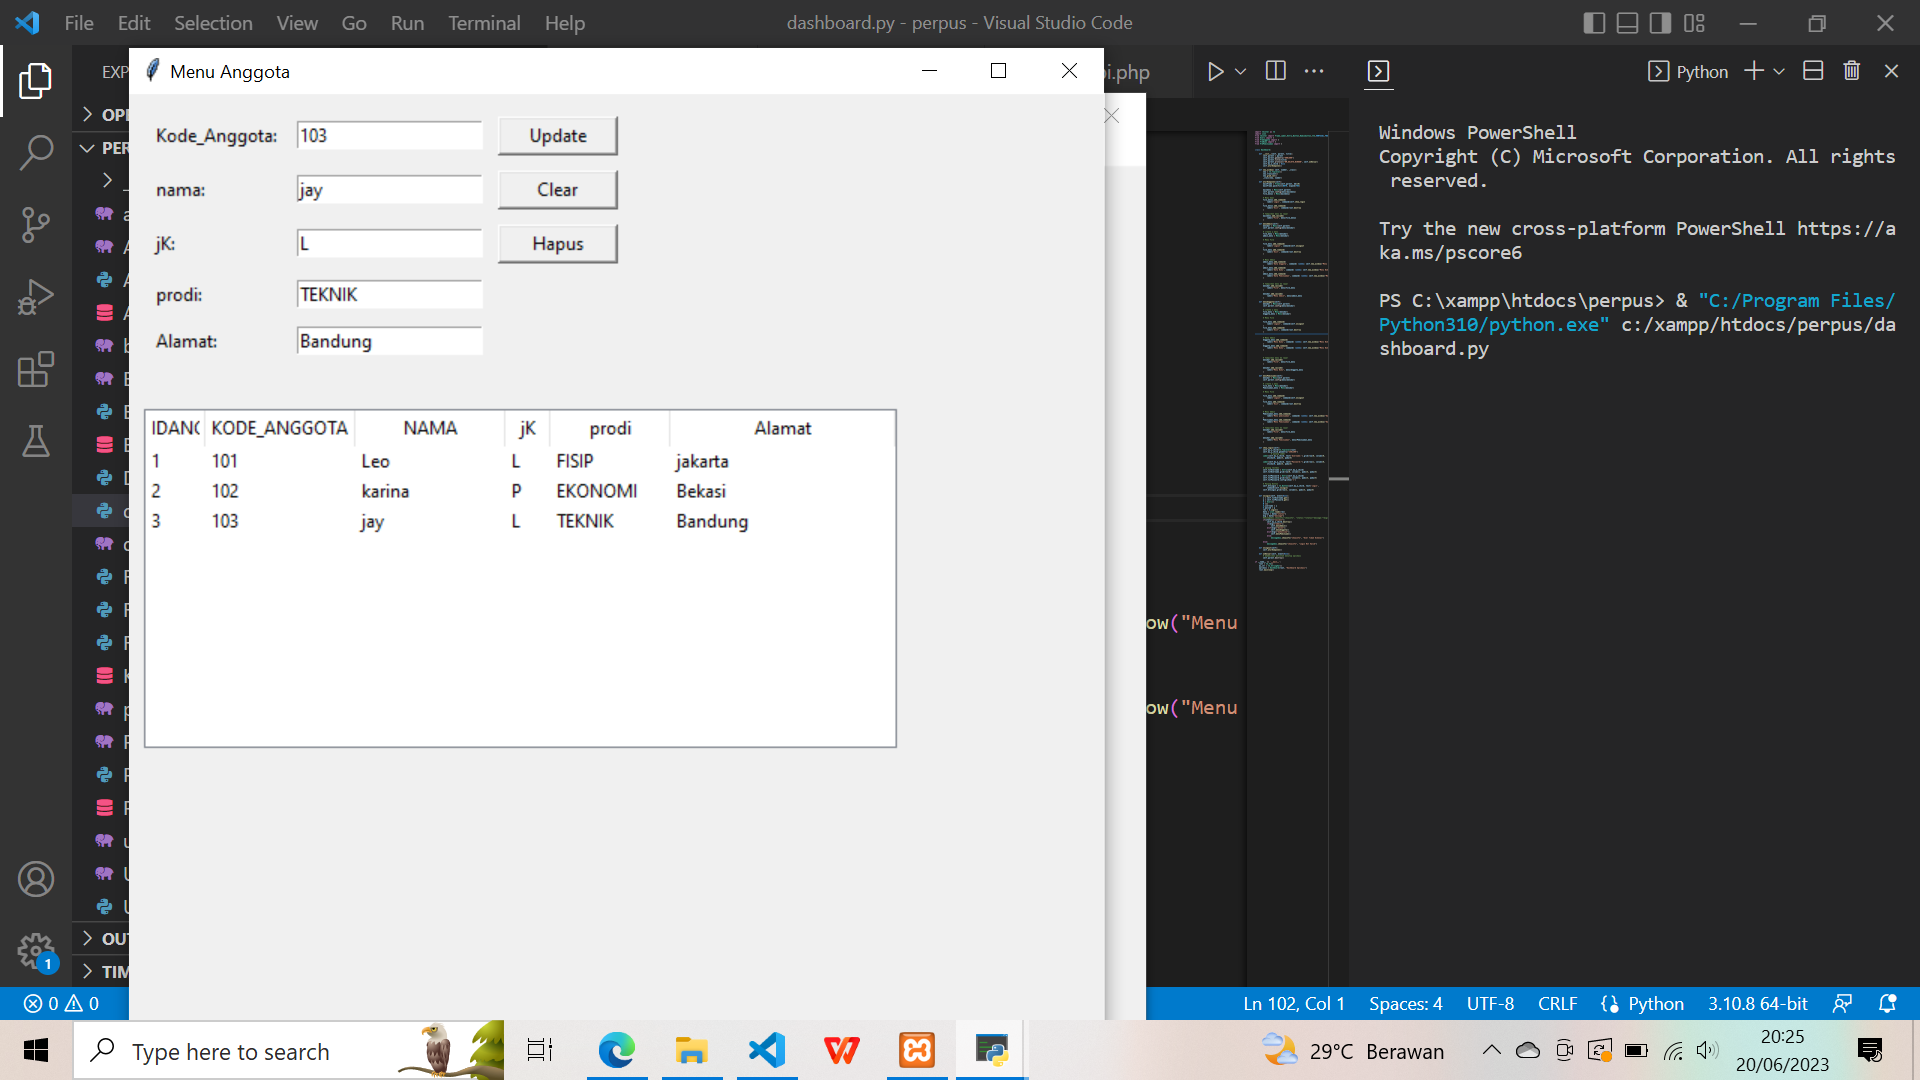 File Edit Selection View Go Run Terminal Help
dashboard.py - perpus - Visual Studio Code
EXP
Menu Anggota
pi.php
Python
OPE
PER
Kode_Anggota: 103 Update
nama: jay Clear
jK: L Hapus
prodi: TEKNIK
Alamat: Bandung
IDANG KODE_ANGGOTA NAMA jK prodi Alamat
1 101 Leo L FISIP jakarta
2 102 karina P EKONOMI Bekasi
3 103 jay L TEKNIK Bandung
Windows PowerShell
Copyright (C) Microsoft Corporation. All rights
reserved.
Try the new cross-platform PowerShell https://a
ka.ms/pscore6
PS C:\xampp\htdocs\perpus> & "C:/Program Files/
Python310/python.exe" c:/xampp/htdocs/perpus/da
shboard.py
ow("Menu
ow("Menu
OUT
TIM
1
0 0
Ln 102, Col 1 Spaces: 4 UTF-8 CRLF Python 3.10.8 64-bit
Type here to search
29°C Berawan
20:25
20/06/2023